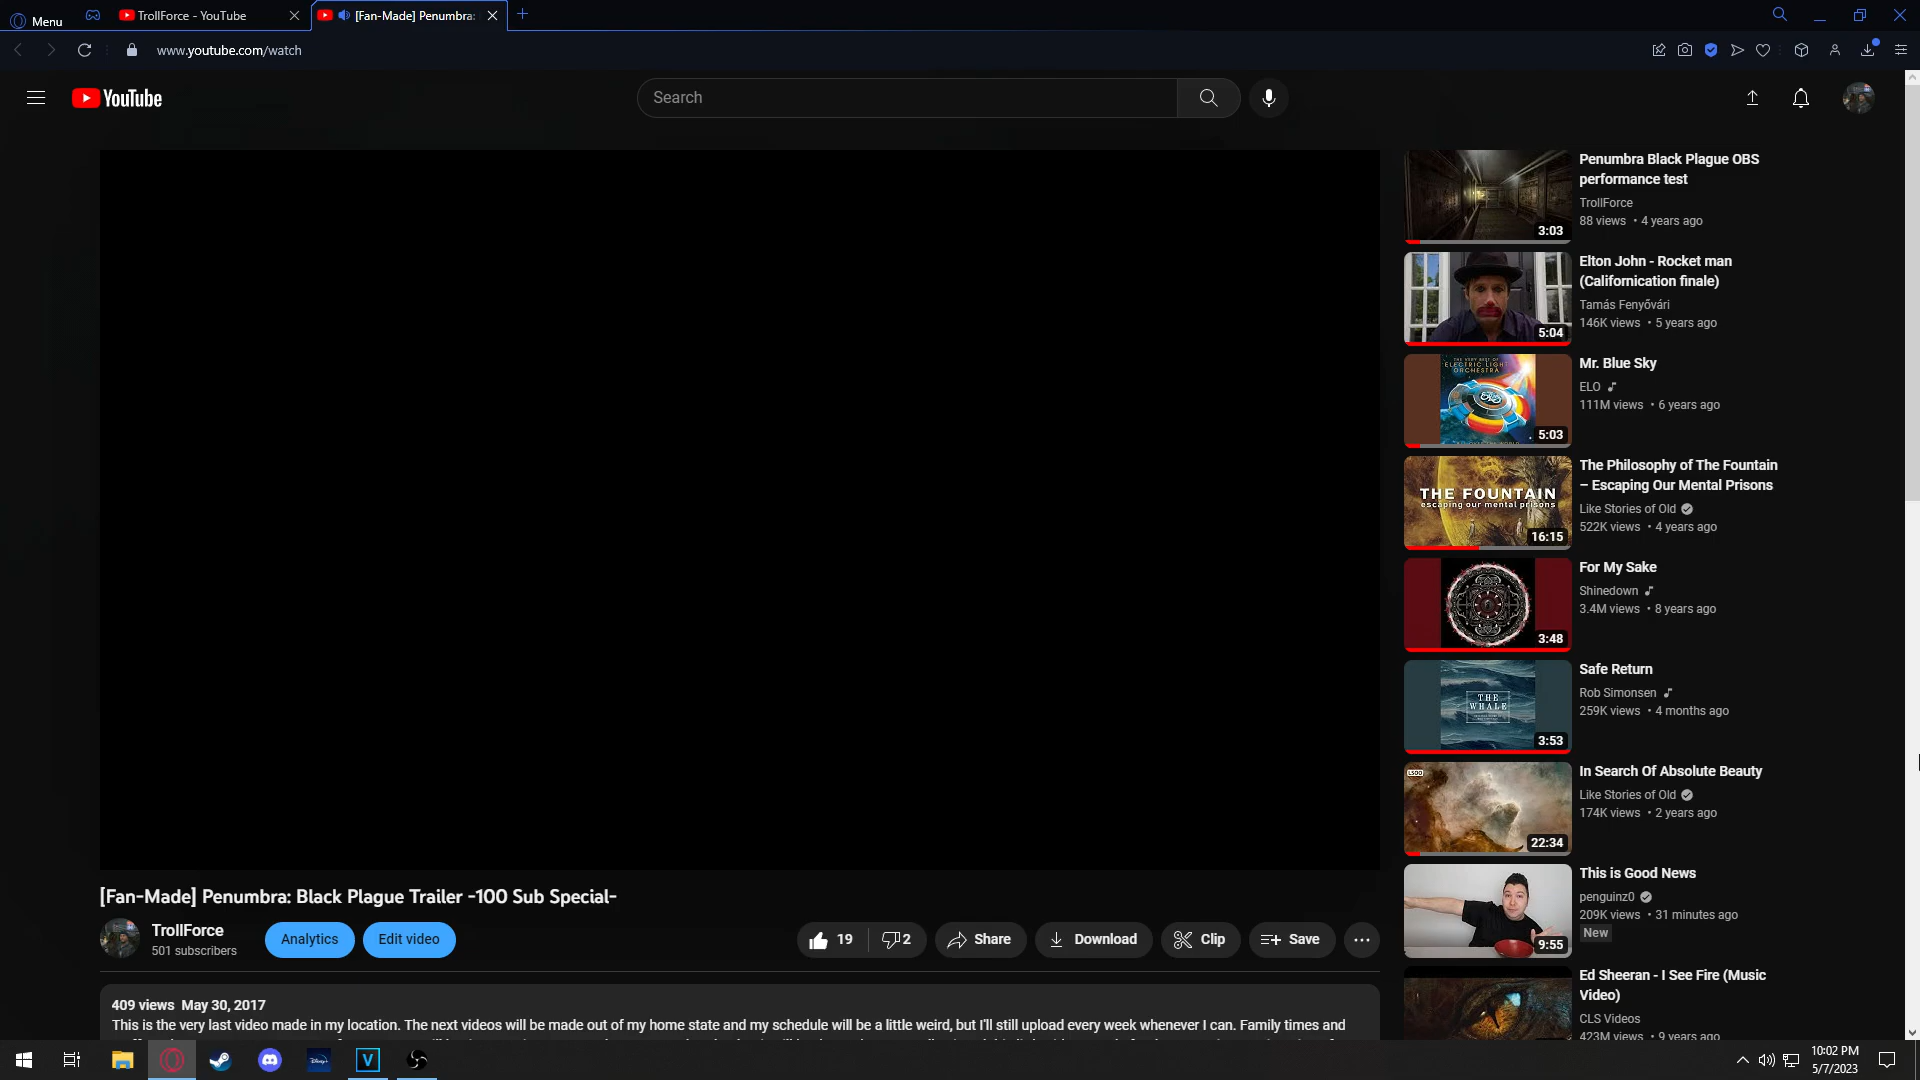 Menu
TrollForce - YouTube
[Fan-Made] Penumbra:
www.youtube.com/watch
YouTube
Search
[Fan-Made] Penumbra: Black Plague Trailer -100 Sub Special-
TrollForce
501 subscribers
Analytics
Edit video
19
2
Share
Download
Clip
Save
409 views May 30, 2017
This is the very last video made in my location. The next videos will be made out of my home state and my schedule will be a little weird, but I'll still upload every week whenever I can. Family times and
3:03
Penumbra Black Plague OBS
performance test
TrollForce
88 views • 4 years ago
5:04
Elton John - Rocket man
(Californication finale)
Tamás Fenyővári
146K views • 5 years ago
THE VERY BEST OF
ELECTRIC LIGHT
ORCHESTRA
5:03
Mr. Blue Sky
ELO
111M views • 6 years ago
THE FOUNTAIN
escaping our mental prisons
16:15
The Philosophy of The Fountain
– Escaping Our Mental Prisons
Like Stories of Old
522K views • 4 years ago
3:48
For My Sake
Shinedown
3.4M views • 8 years ago
THE
WHALE
3:53
Safe Return
Rob Simonsen
259K views • 4 months ago
LSOO
22:34
In Search Of Absolute Beauty
Like Stories of Old
174K views • 2 years ago
9:55
This is Good News
penguinz0
209K views • 31 minutes ago
New
Ed Sheeran - I See Fire (Music
Video)
CLS Videos
423M views • 9 years ago
Disney+
V
10:02 PM
5/7/2023